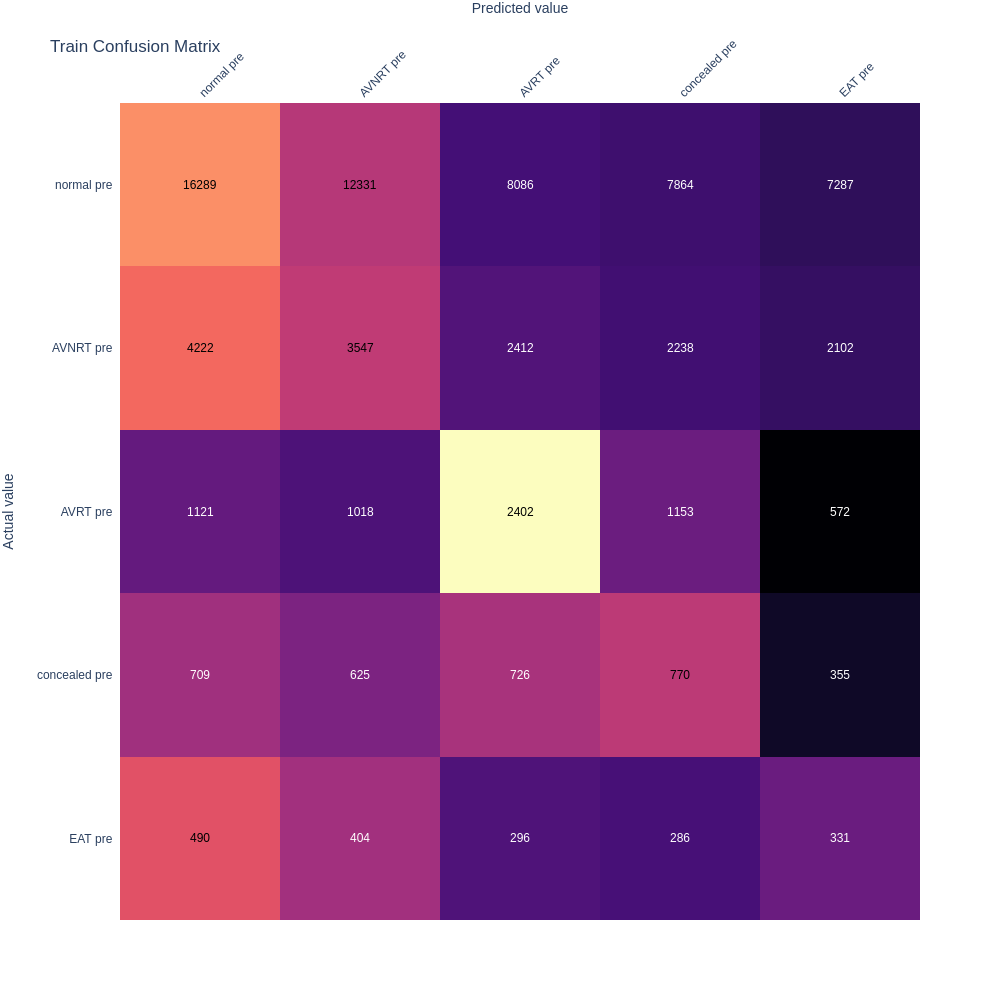 Predicted value
Train Confusion Matrix
normal pre AVNRT pre AVRT pre concealed pre EAT pre
normal pre 16289 12331 8086 7864 7287
AVNRT pre 4222 3547 2412 2238 2102
AVRT pre 1121 1018 2402 1153 572
Actual value
concealed pre 709 625 726 770 355
EAT pre 490 404 296 286 331